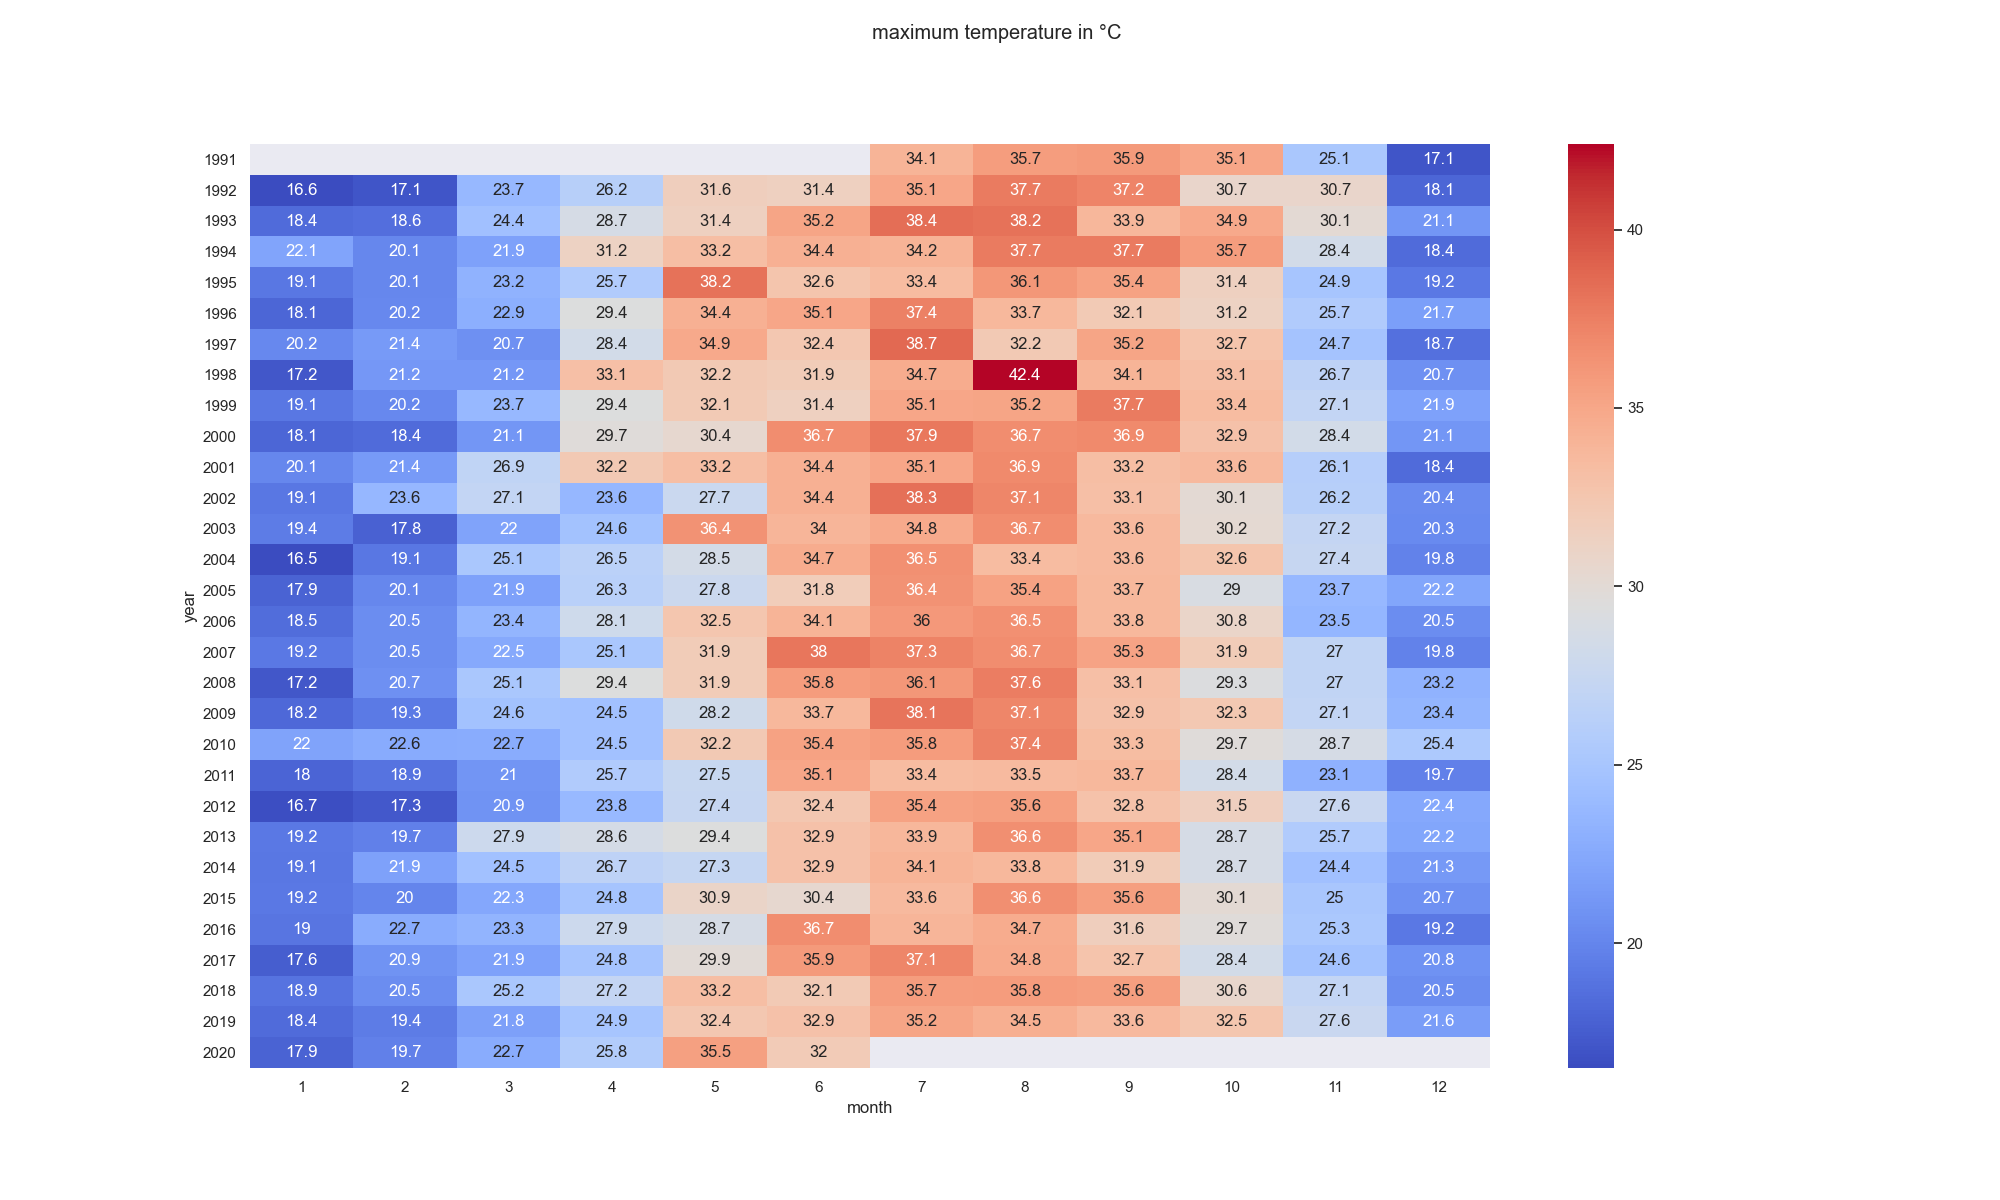 maximum temperature in °C
1991 34.1 35.7 35.9 35.1 25.1 17.1
1992 16.6 17.1 23.7 26.2 31.6 31.4 35.1 37.7 37.2 30.7 30.7 18.1
1993 18.4 18.6 24.4 28.7 31.4 35.2 38.4 38.2 33.9 34.9 30.1 21.1
40
1994 22.1 20.1 21.9 31.2 33.2 34.4 34.2 37.7 37.7 35.7 28.4 18.4
1995 19.1 20.1 23.2 25.7 38.2 32.6 33.4 36.1 35.4 31.4 24.9 19.2
1996 18.1 20.2 22.9 29.4 34.4 35.1 37.4 33.7 32.1 31.2 25.7 21.7
1997 20.2 21.4 20.7 28.4 34.9 32.4 38.7 32.2 35.2 32.7 24.7 18.7
1998 17.2 21.2 21.2 33.1 32.2 31.9 34.7 42.4 34.1 33.1 26.7 20.7
1999 19.1 20.2 23.7 29.4 32.1 31.4 35.1 35.2 37.7 33.4 27.1 21.9
35
2000 18.1 18.4 21.1 29.7 30.4 36.7 37.9 36.7 36.9 32.9 28.4 21.1
2001 20.1 21.4 26.9 32.2 33.2 34.4 35.1 36.9 33.2 33.6 26.1 18.4
2002 19.1 23.6 27.1 23.6 27.7 34.4 38.3 37.1 33.1 30.1 26.2 20.4
2003 19.4 17.8 22 24.6 36.4 34 34.8 36.7 33.6 30.2 27.2 20.3
2004 16.5 19.1 25.1 26.5 28.5 34.7 36.5 33.4 33.6 32.6 27.4 19.8
30
2005 17.9 20.1 21.9 26.3 27.8 31.8 36.4 35.4 33.7 29 23.7 22.2
year
2006 18.5 20.5 23.4 28.1 32.5 34.1 36 36.5 33.8 30.8 23.5 20.5
2007 19.2 20.5 22.5 25.1 31.9 38 37.3 36.7 35.3 31.9 27 19.8
2008 17.2 20.7 25.1 29.4 31.9 35.8 36.1 37.6 33.1 29.3 27 23.2
2009 18.2 19.3 24.6 24.5 28.2 33.7 38.1 37.1 32.9 32.3 27.1 23.4
2010 22 22.6 22.7 24.5 32.2 35.4 35.8 37.4 33.3 29.7 28.7 25.4
25
2011 18 18.9 21 25.7 27.5 35.1 33.4 33.5 33.7 28.4 23.1 19.7
2012 16.7 17.3 20.9 23.8 27.4 32.4 35.4 35.6 32.8 31.5 27.6 22.4
2013 19.2 19.7 27.9 28.6 29.4 32.9 33.9 36.6 35.1 28.7 25.7 22.2
2014 19.1 21.9 24.5 26.7 27.3 32.9 34.1 33.8 31.9 28.7 24.4 21.3
2015 19.2 20 22.3 24.8 30.9 30.4 33.6 36.6 35.6 30.1 25 20.7
2016 19 22.7 23.3 27.9 28.7 36.7 34 34.7 31.6 29.7 25.3 19.2
20
2017 17.6 20.9 21.9 24.8 29.9 35.9 37.1 34.8 32.7 28.4 24.6 20.8
2018 18.9 20.5 25.2 27.2 33.2 32.1 35.7 35.8 35.6 30.6 27.1 20.5
2019 18.4 19.4 21.8 24.9 32.4 32.9 35.2 34.5 33.6 32.5 27.6 21.6
2020 17.9 19.7 22.7 25.8 35.5 32
1 2 3 4 5 6 7 8 9 10 11 12
month